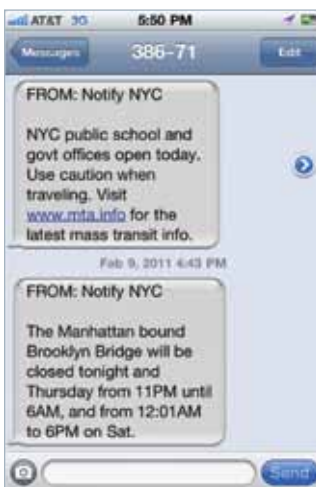 AT&T 3G 5:50 PM
Messages 386-71 Edit
FROM: Notify NYC
NYC public school and
govt offices open today.
Use caution when
traveling. Visit
www.mta.info for the
latest mass transit info.
Feb 9, 2011 4:43 PM
FROM: Notify NYC
The Manhattan bound
Brooklyn Bridge will be
closed tonight and
Thursday from 11PM until
6AM, and from 12:01AM
to 6PM on Sat.
Send